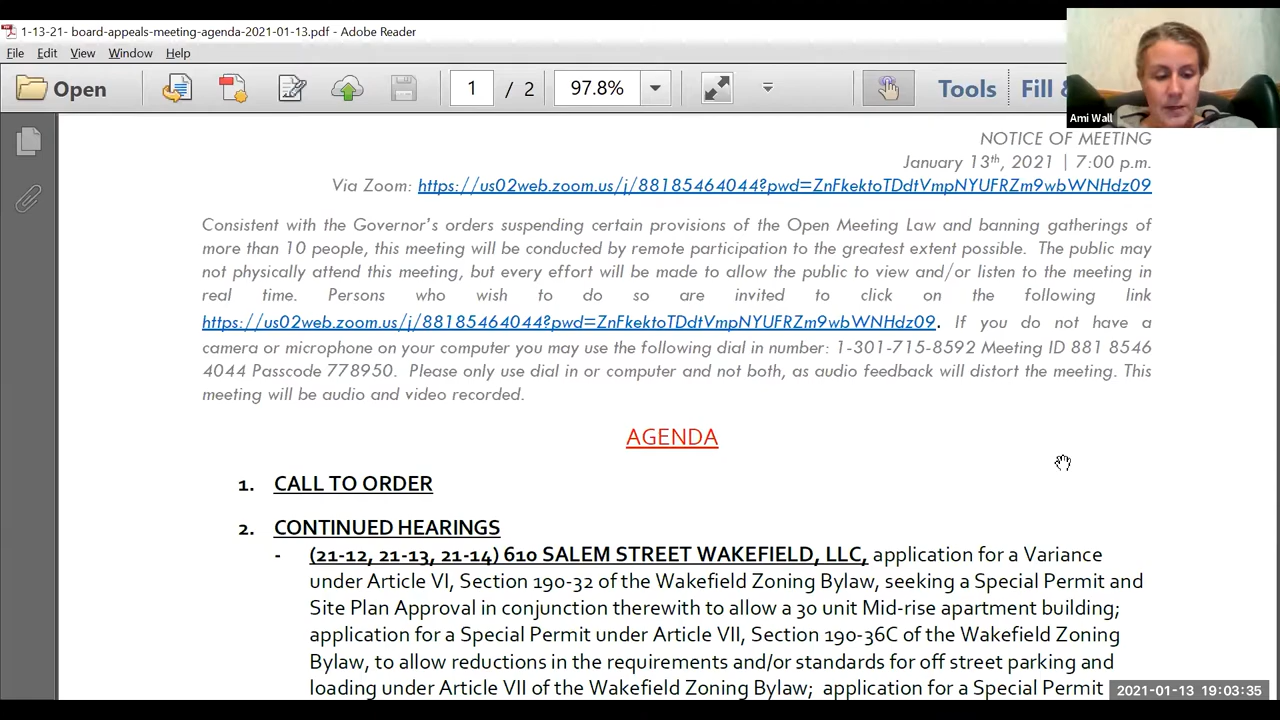 1-13-21- board-appeals-meeting-agenda-2021-01-13.pdf - Adobe Reader
File Edit View Window Help
Open 1 / 2 97.8% Tools Fill &
Ami Wall
NOTICE OF MEETING
January 13th, 2021 | 7:00 p.m.
Via Zoom: https://us02web.zoom.us/j/88185464044?pwd=ZnFkektoTDdtVmpNYUFRZm9wbWNHdz09
Consistent with the Governor's orders suspending certain provisions of the Open Meeting Law and banning gatherings of
more than 10 people, this meeting will be conducted by remote participation to the greatest extent possible. The public may
not physically attend this meeting, but every effort will be made to allow the public to view and/or listen to the meeting in
real time. Persons who wish to do so are invited to click on the following link
https://us02web.zoom.us/j/88185464044?pwd=ZnFkektoTDdtVmpNYUFRZm9wbWNHdz09. If you do not have a
camera or microphone on your computer you may use the following dial in number: 1-301-715-8592 Meeting ID 881 8546
4044 Passcode 778950. Please only use dial in or computer and not both, as audio feedback will distort the meeting. This
meeting will be audio and video recorded.
AGENDA
1. CALL TO ORDER
2. CONTINUED HEARINGS
- (21-12, 21-13, 21-14) 610 SALEM STREET WAKEFIELD, LLC, application for a Variance
under Article VI, Section 190-32 of the Wakefield Zoning Bylaw, seeking a Special Permit and
Site Plan Approval in conjunction therewith to allow a 30 unit Mid-rise apartment building;
application for a Special Permit under Article VII, Section 190-36C of the Wakefield Zoning
Bylaw, to allow reductions in the requirements and/or standards for off street parking and
loading under Article VII of the Wakefield Zoning Bylaw; application for a Special Permit
2021-01-13 19:03:35